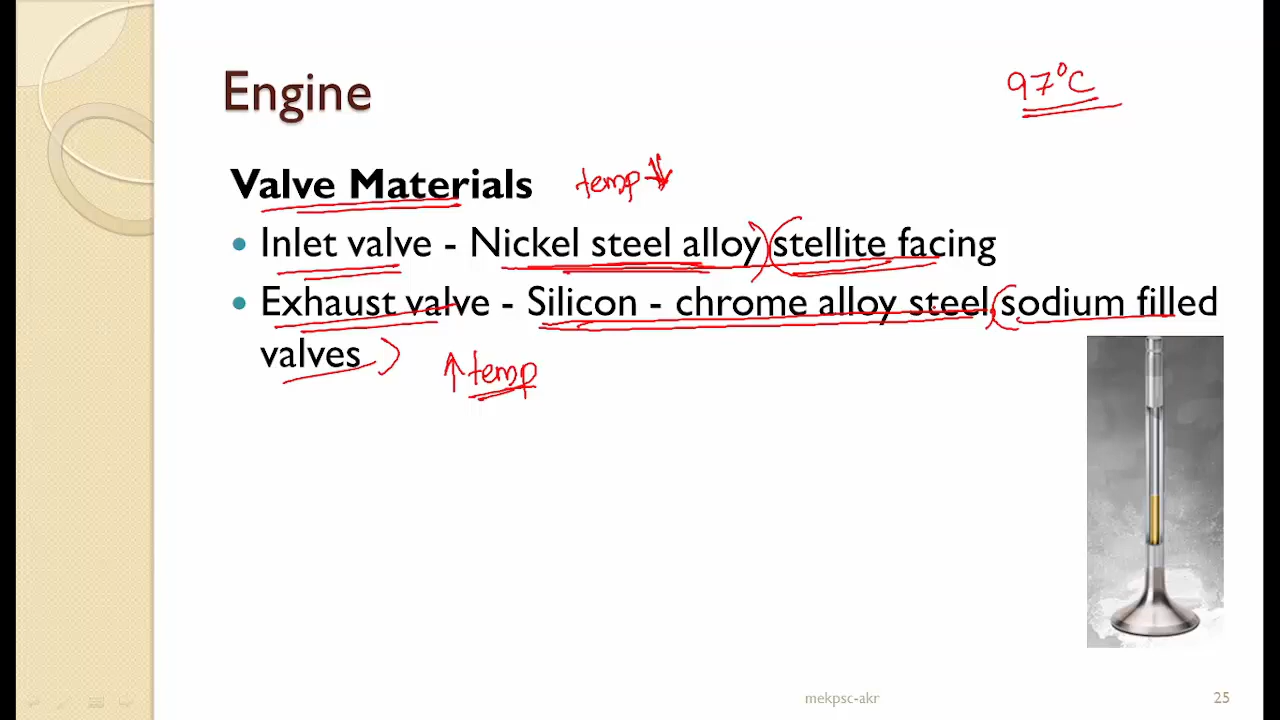 Engine
97°C
Valve Materials temp ↓
• Inlet valve - Nickel steel alloy) (stellite facing
• Exhaust valve - Silicon - chrome alloy steel, (sodium filled
valves) ↑ temp
mekpsc-akr 25